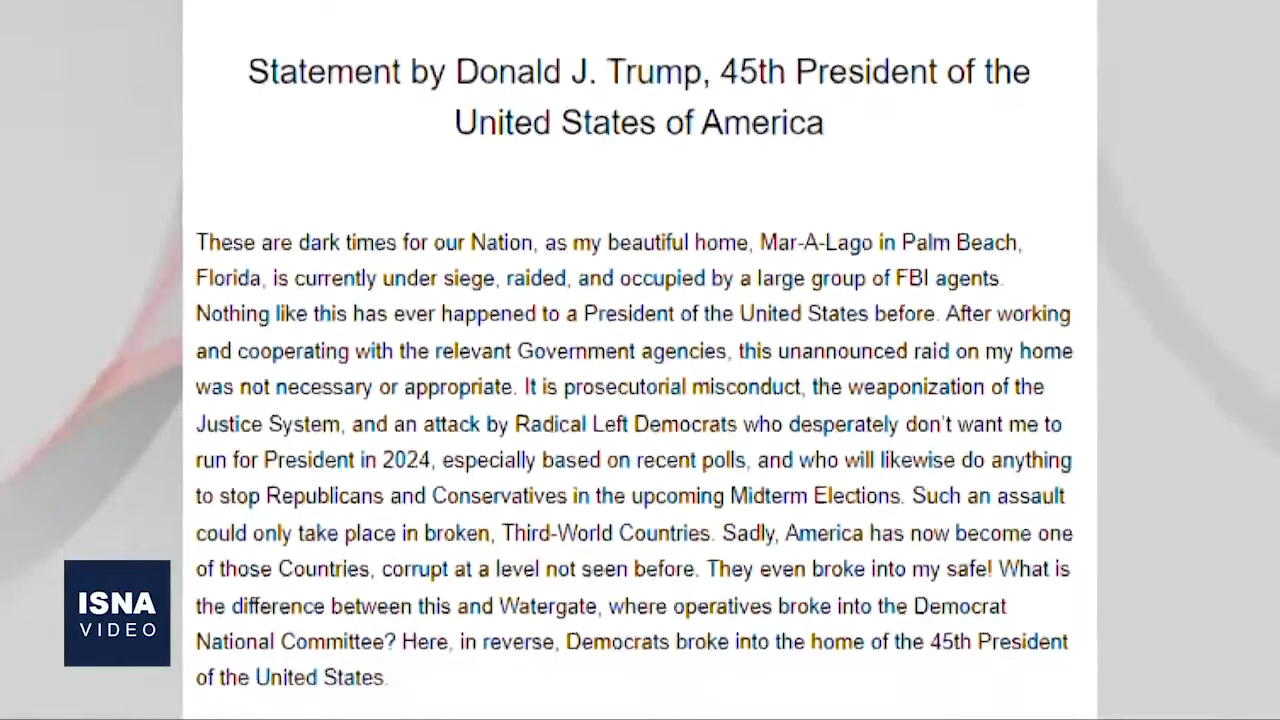 Statement by Donald J. Trump, 45th President of the
United States of America
These are dark times for our Nation, as my beautiful home, Mar-A-Lago in Palm Beach,
Florida, is currently under siege, raided, and occupied by a large group of FBI agents.
Nothing like this has ever happened to a President of the United States before. After working
and cooperating with the relevant Government agencies, this unannounced raid on my home
was not necessary or appropriate. It is prosecutorial misconduct, the weaponization of the
Justice System, and an attack by Radical Left Democrats who desperately don't want me to
run for President in 2024, especially based on recent polls, and who will likewise do anything
to stop Republicans and Conservatives in the upcoming Midterm Elections. Such an assault
could only take place in broken, Third-World Countries. Sadly, America has now become one
of those Countries, corrupt at a level not seen before. They even broke into my safe! What is
the difference between this and Watergate, where operatives broke into the Democrat
National Committee? Here, in reverse, Democrats broke into the home of the 45th President
of the United States.
ISNA
VIDEO